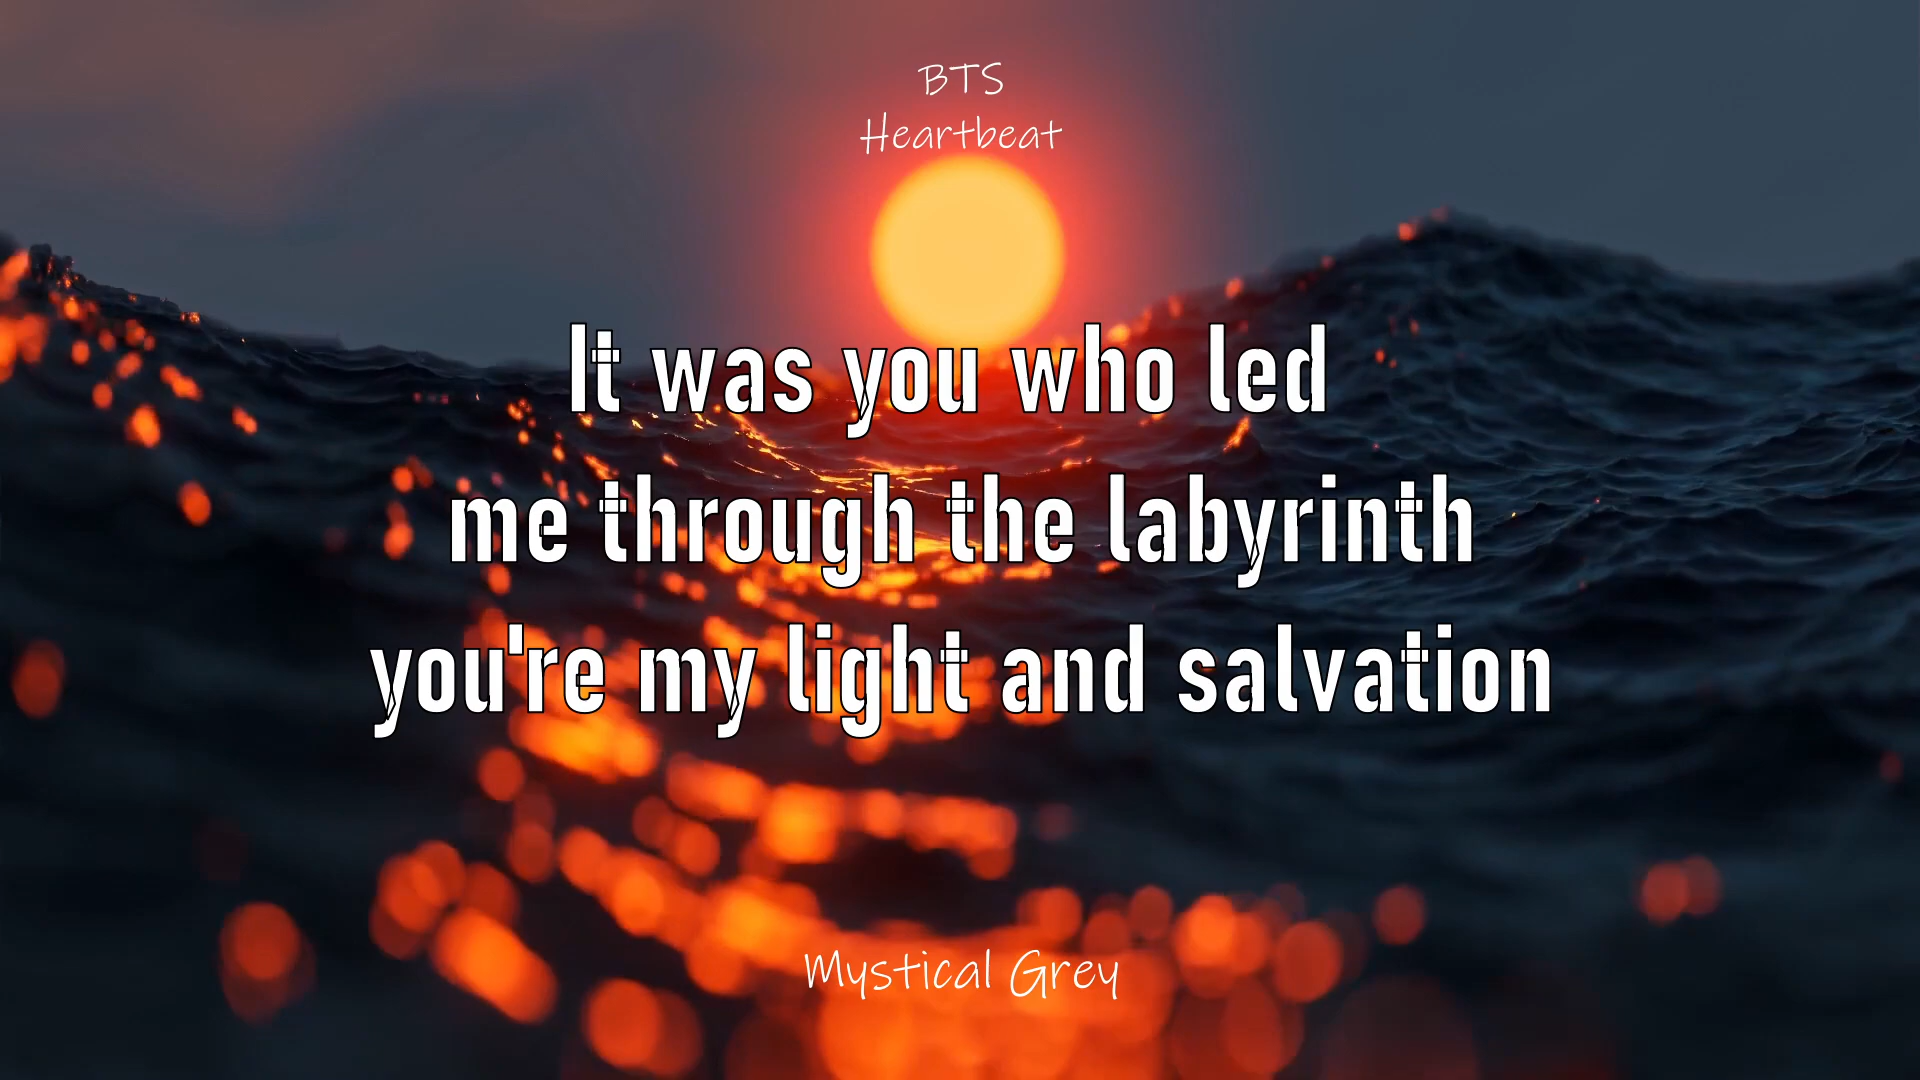 BTS
Heartbeat
It was you who led
me through the labyrinth
you're my light and salvation
Mystical Grey